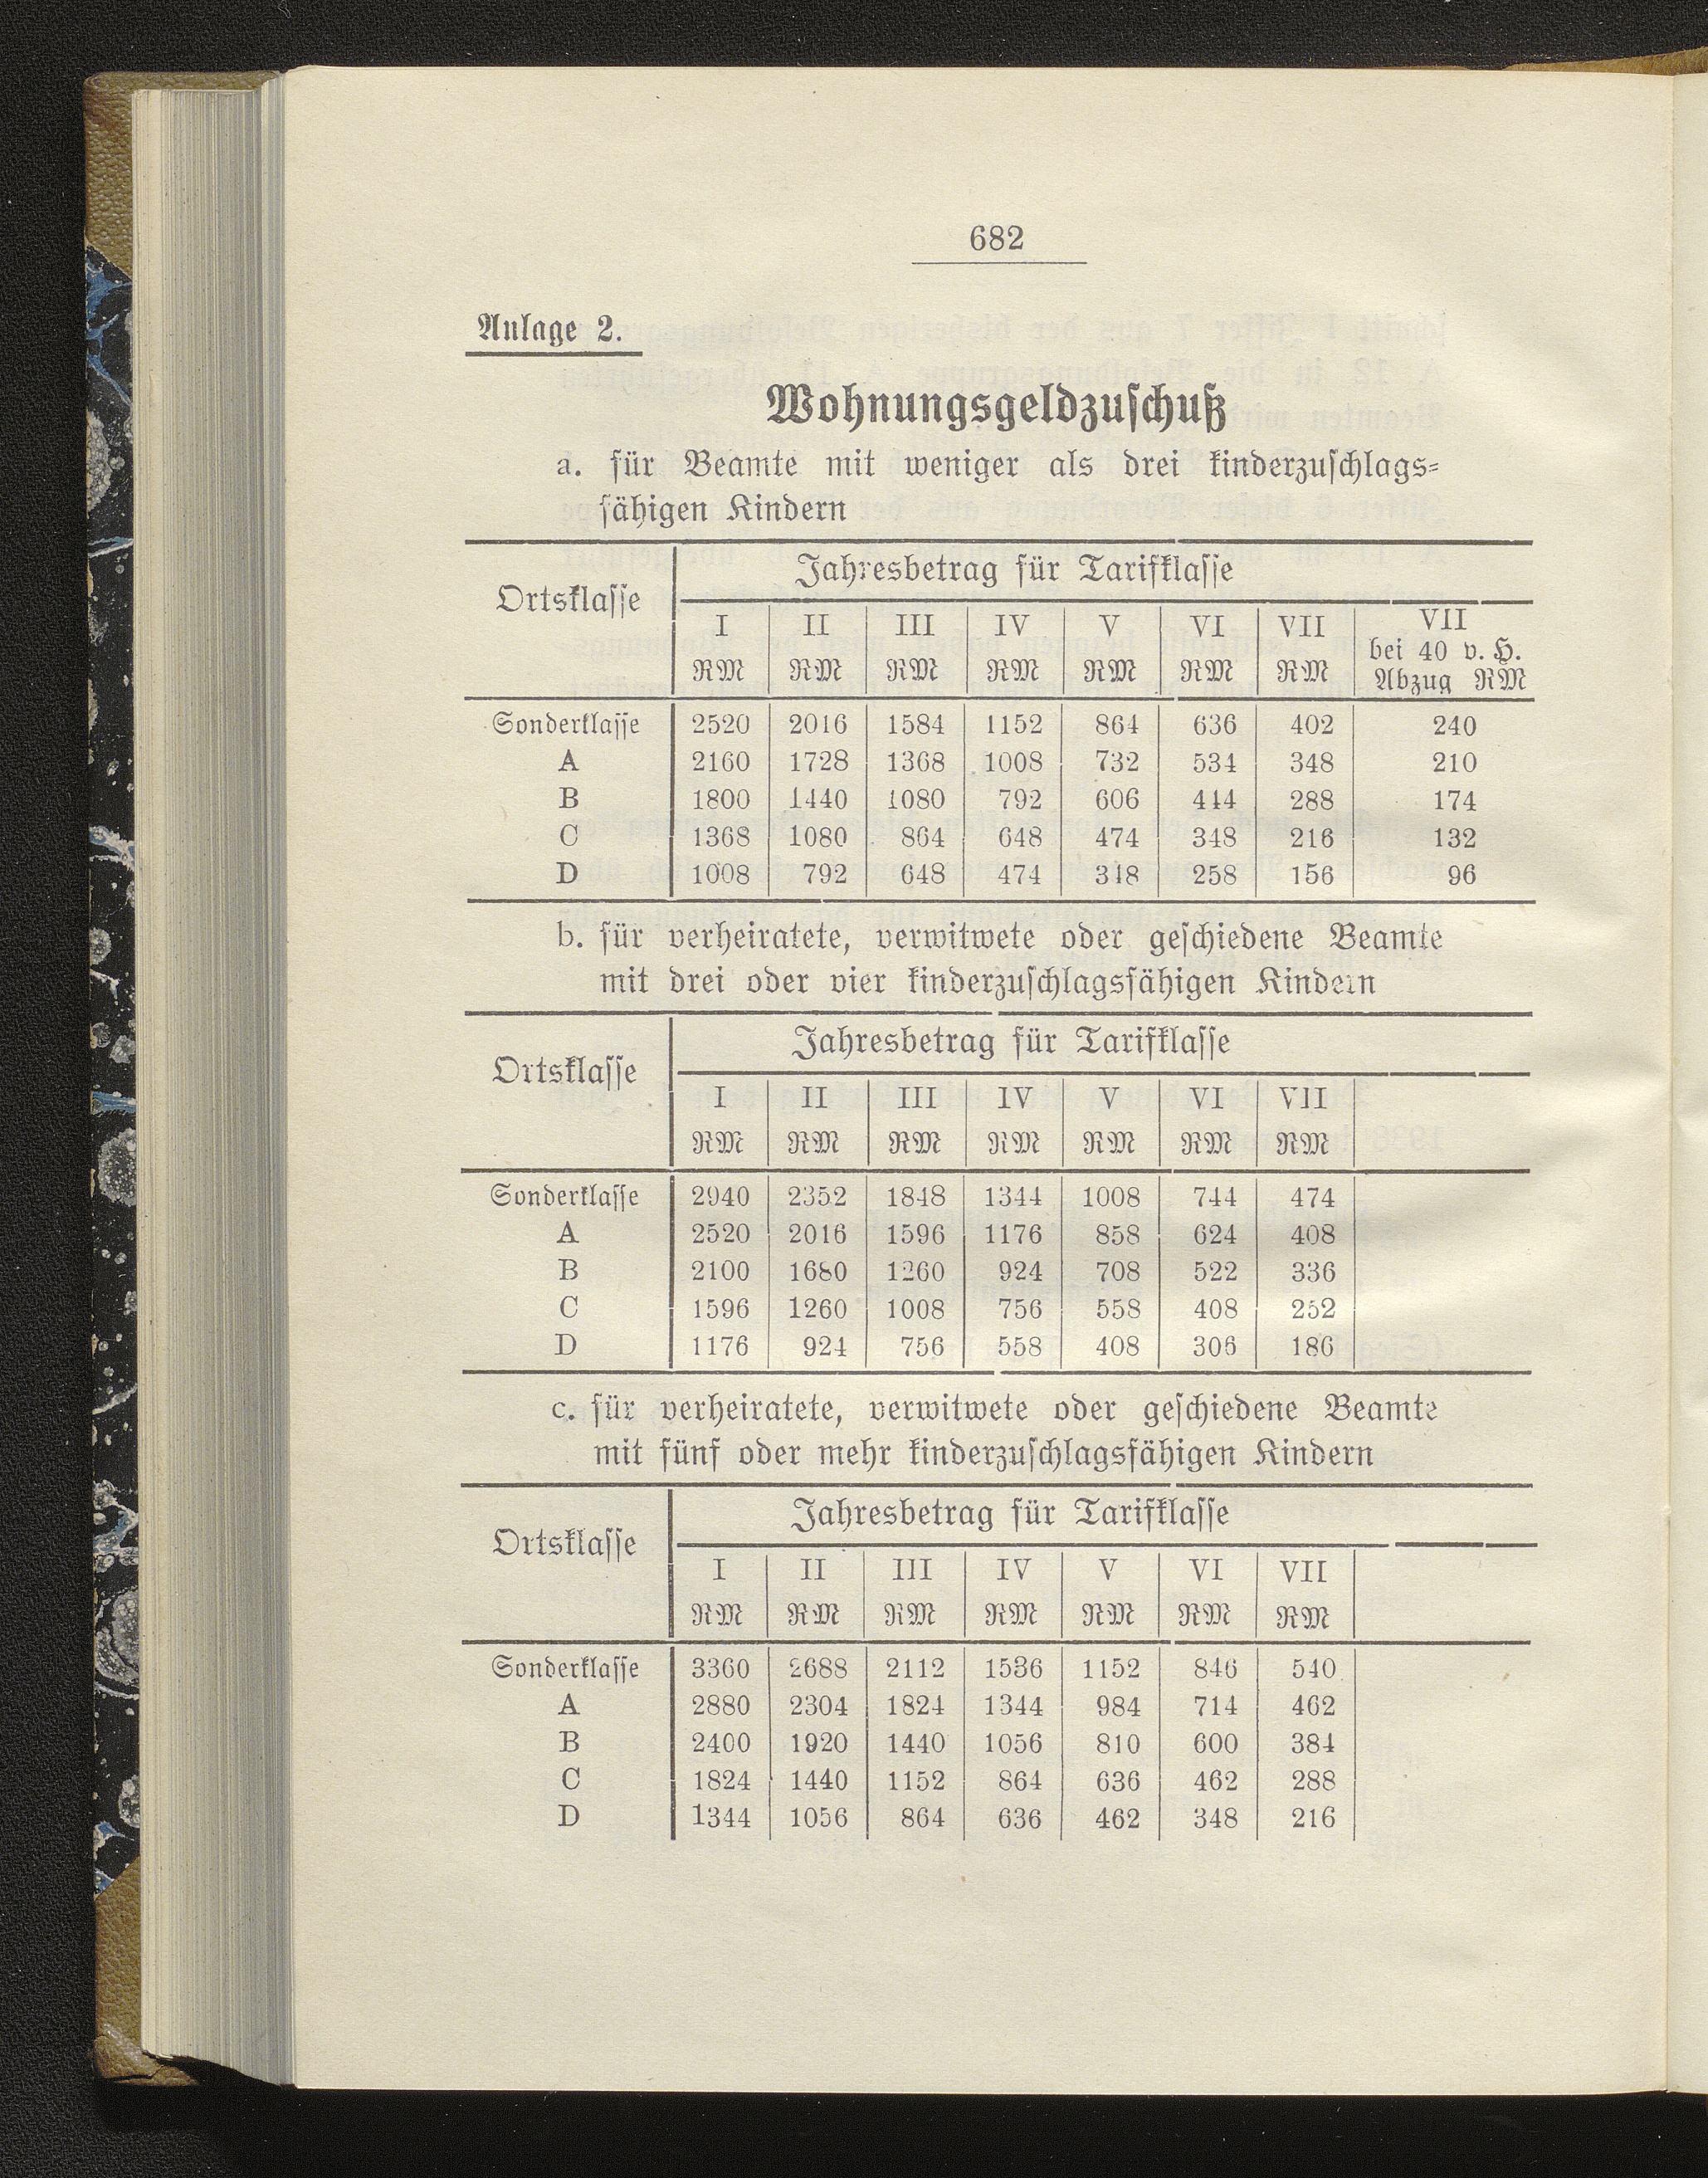 682
Anlage 2.
Wohnungsgeldzuschuß
a. für Beamte mit weniger als drei kinderzuschlags-
fähigen Kindern
Ortsklasse Jahresbetrag für Tarifklasse
I II III IV V VI VII VII
bei 40 v. H.
RM RM RM RM RM RM RM Abzug RM
Sonderklasse 2520 2016 1584 1152 864 636 402 240
A 2160 1728 1368 1008 732 534 348 210
B 1800 1440 1080 792 606 444 288 174
C 1368 1080 864 648 474 348 216 132
D 1008 792 648 474 348 258 156 96
b. für verheiratete, verwitwete oder geschiedene Beamte
mit drei oder vier kinderzuschlagsfähigen Kindern
Ortsklasse Jahresbetrag für Tarifklasse
I II III IV V VI VII
RM RM RM RM RM RM RM
Sonderklasse 2940 2352 1848 1344 1008 744 474
A 2520 2016 1596 1176 858 624 408
B 2100 1680 1260 924 708 522 336
C 1596 1260 1008 756 558 408 252
D 1176 924 756 558 408 306 186
c. für verheiratete, verwitwete oder geschiedene Beamte
mit fünf oder mehr kinderzuschlagsfähigen Kindern
Ortsklasse Jahresbetrag für Tarifklasse
I II III IV V VI VII
RM RM RM RM RM RM RM
Sonderklasse 3360 2688 2112 1536 1152 846 540
A 2880 2304 1824 1344 984 714 462
B 2400 1920 1440 1056 810 600 384
C 1824 1440 1152 864 636 462 288
D 1344 1056 864 636 462 348 216